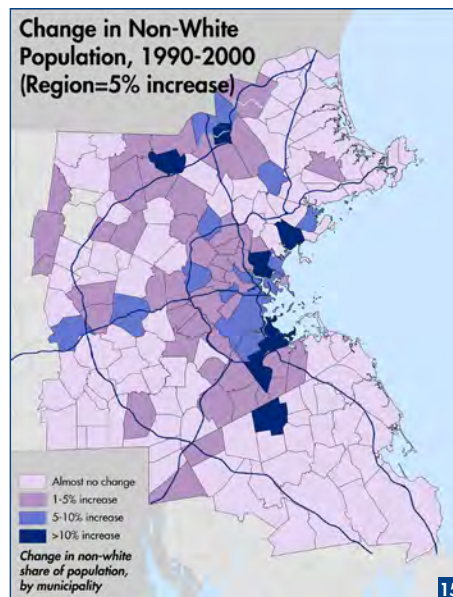 Change in Non-White
Population, 1990-2000
(Region=5% increase)
Almost no change
1-5% increase
5-10% increase
>10% increase
Change in non-white
share of population,
by municipality
15